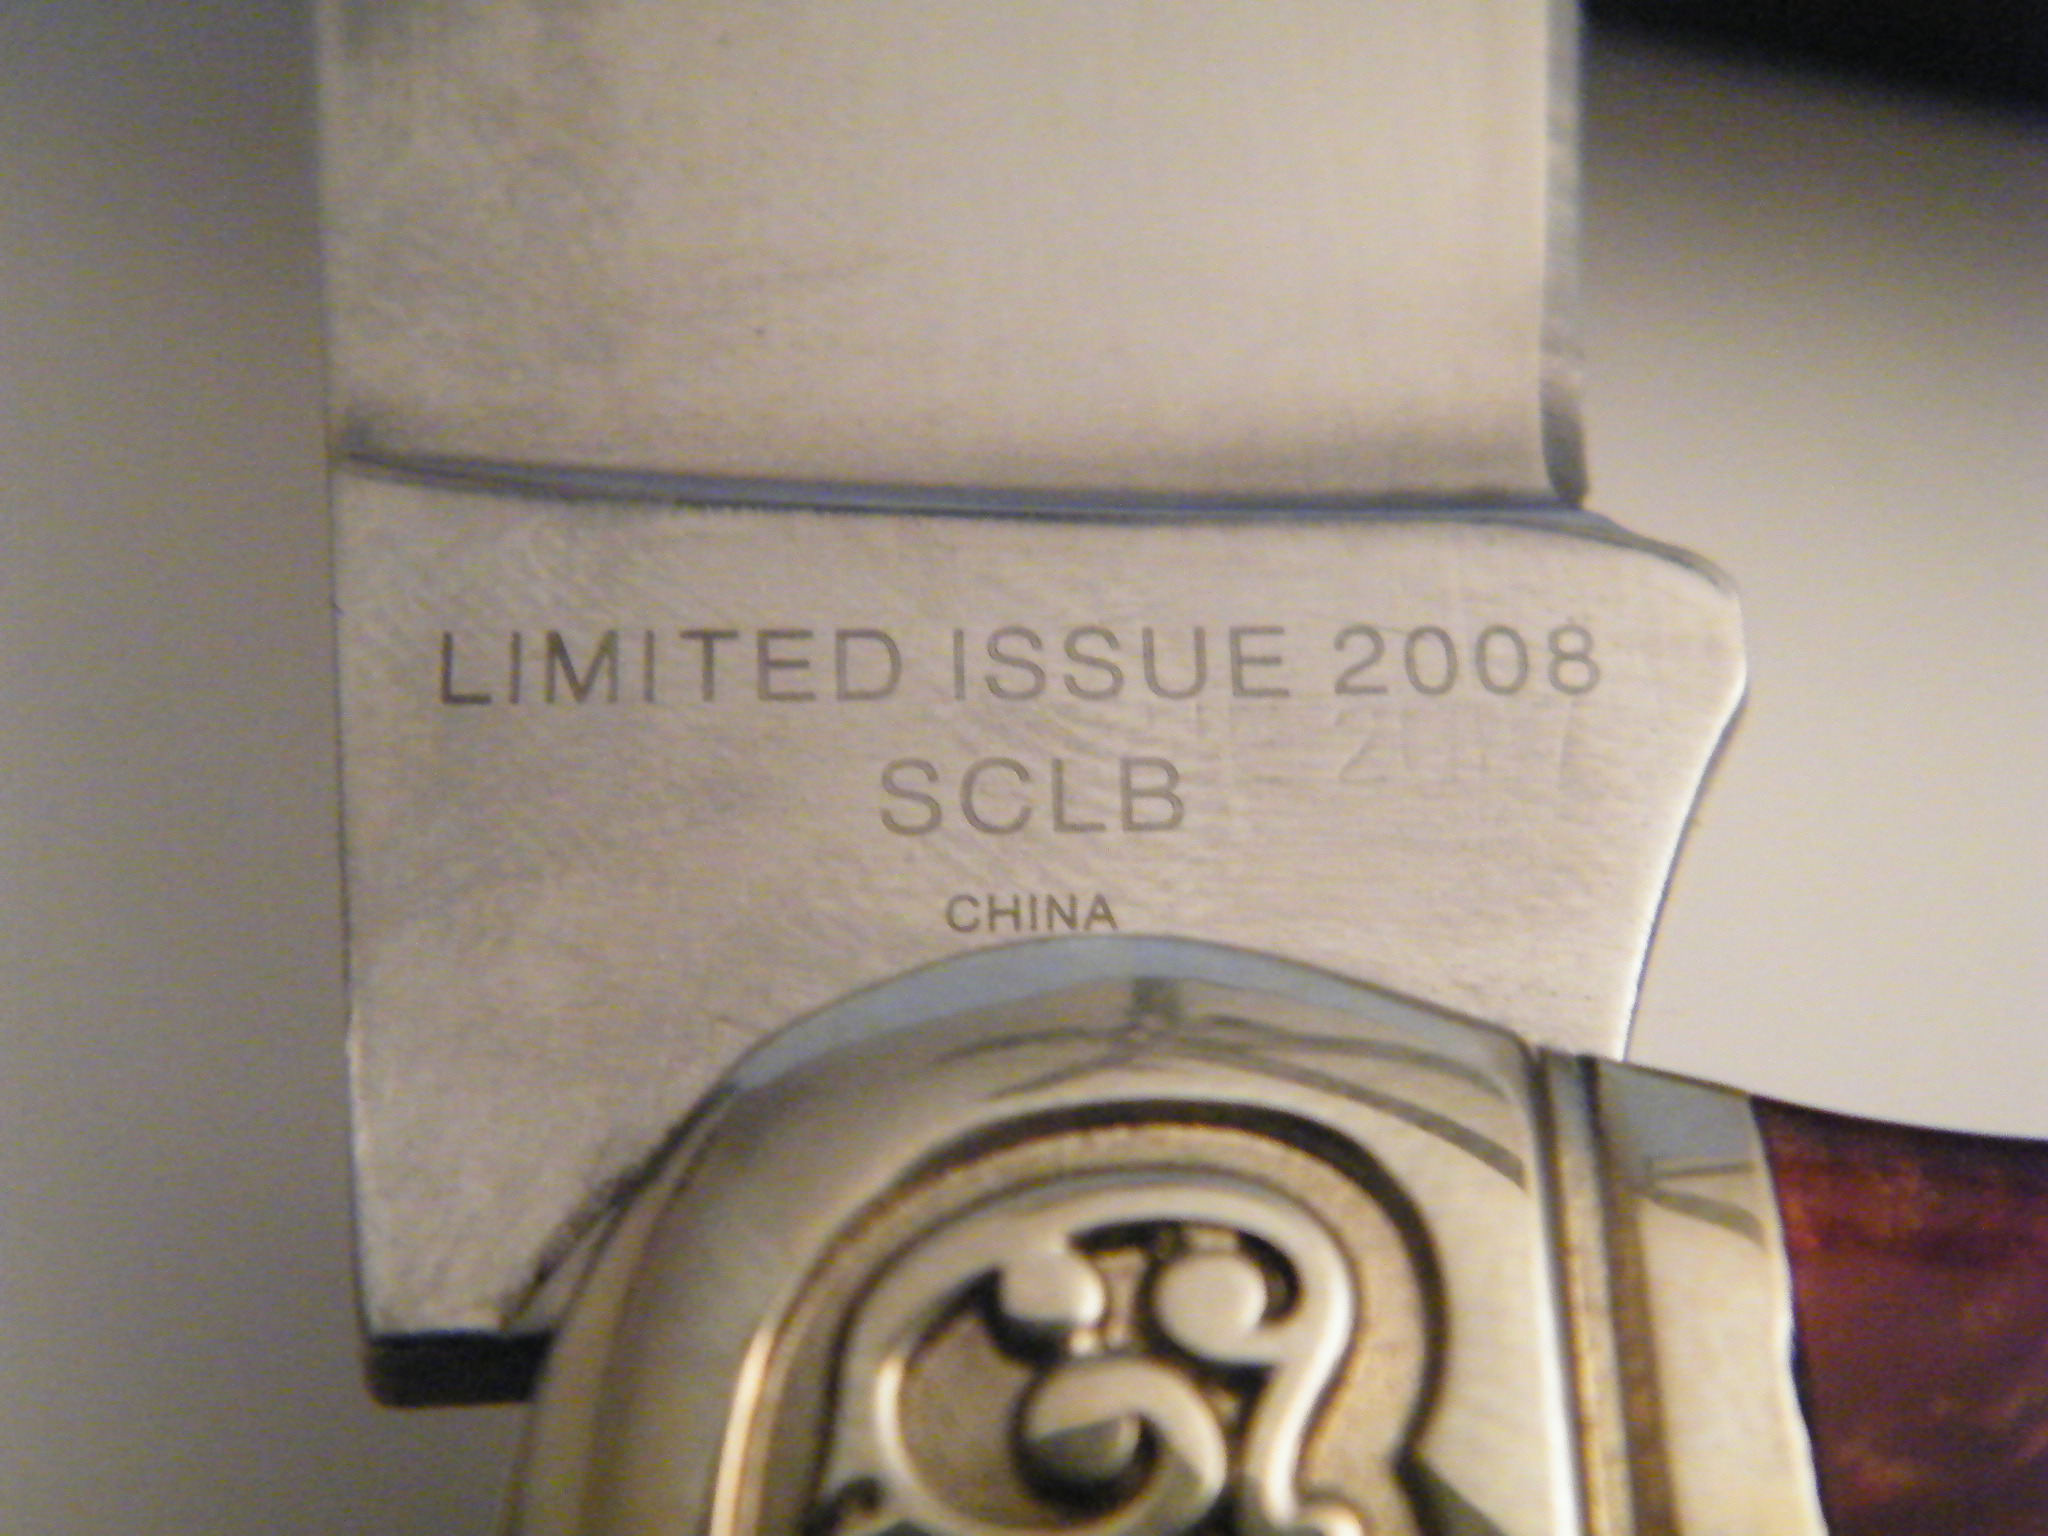 LIMITED ISSUE 2008
SCLB
CHINA